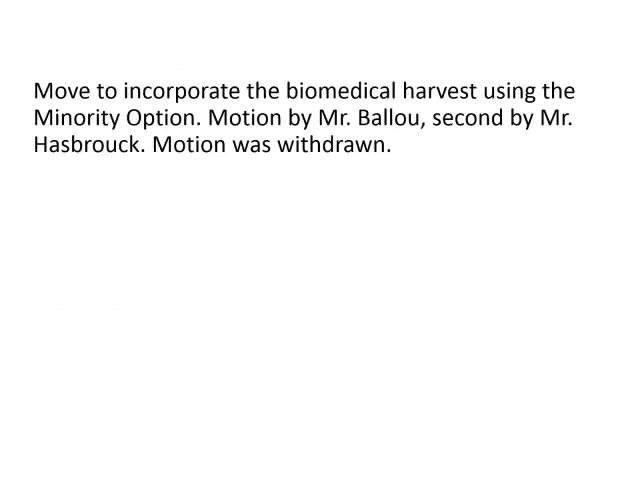 Move to incorporate the biomedical harvest using the
Minority Option. Motion by Mr. Ballou, second by Mr.
Hasbrouck. Motion was withdrawn.